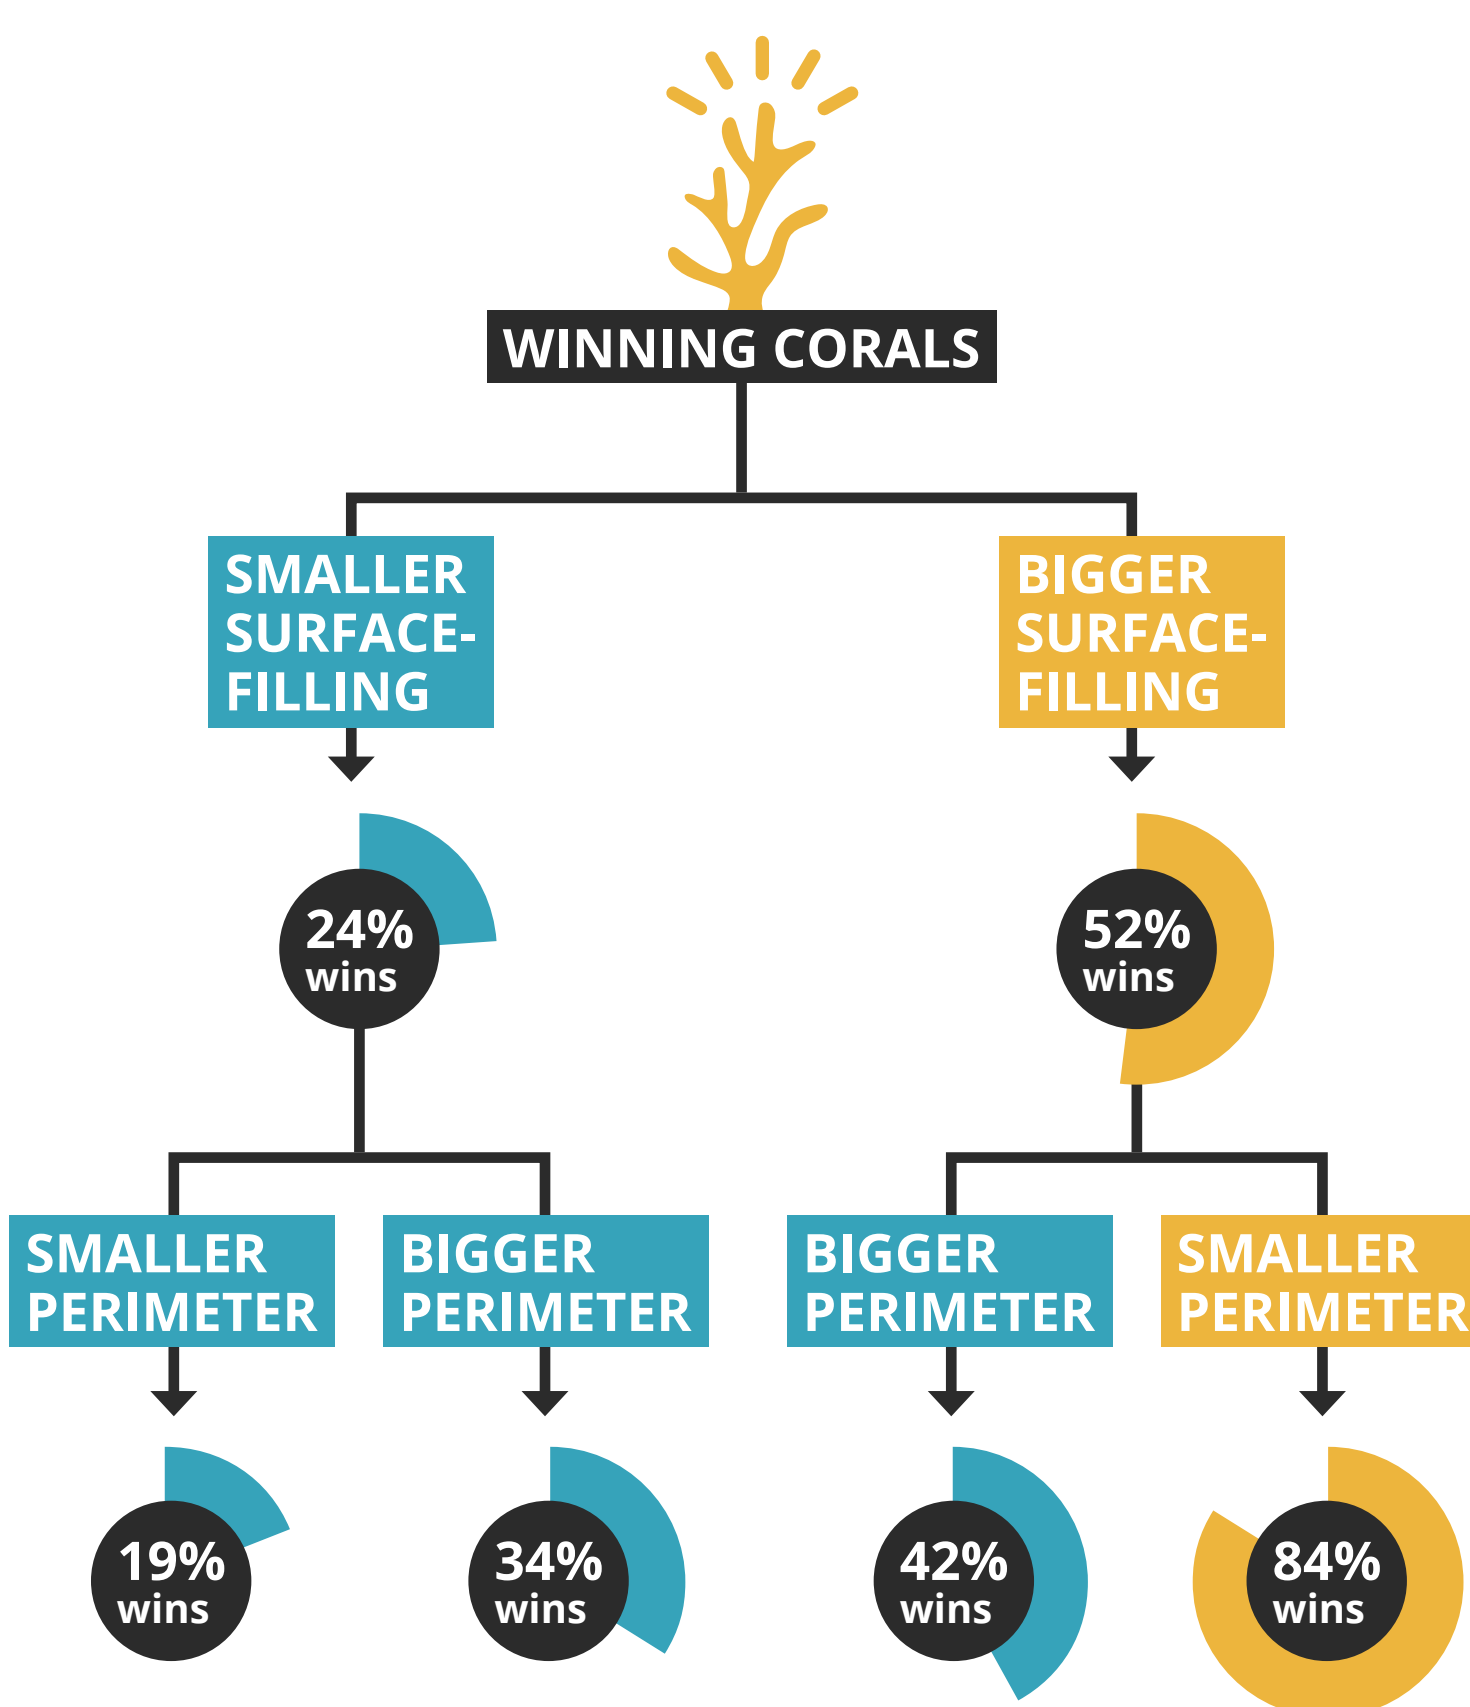 WINNING CORALS
SMALLER
SURFACE-
FILLING
BIGGER
SURFACE-
FILLING
24%
wins
52%
wins
SMALLER
PERIMETER
BIGGER
PERIMETER
BIGGER
PERIMETER
SMALLER
PERIMETER
19%
wins
34%
wins
42%
wins
84%
wins